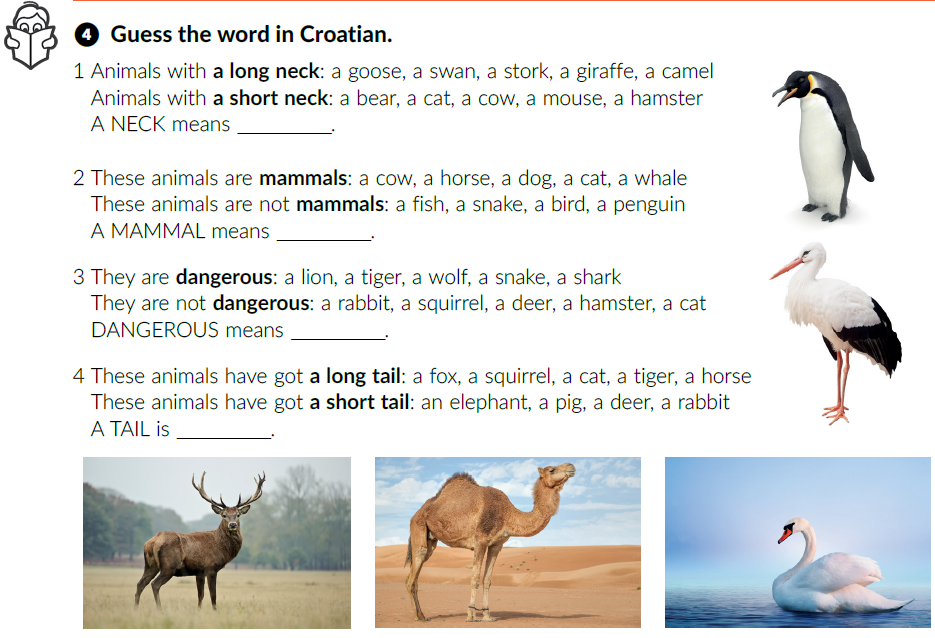 4 Guess the word in Croatian.
1 Animals with a long neck: a goose, a swan, a stork, a giraffe, a camel
Animals with a short neck: a bear, a cat, a cow, a mouse, a hamster
A NECK means __________.
2 These animals are mammals: a cow, a horse, a dog, a cat, a whale
These animals are not mammals: a fish, a snake, a bird, a penguin
A MAMMAL means __________.
3 They are dangerous: a lion, a tiger, a wolf, a snake, a shark
They are not dangerous: a rabbit, a squirrel, a deer, a hamster, a cat
DANGEROUS means __________.
4 These animals have got a long tail: a fox, a squirrel, a cat, a tiger, a horse
These animals have got a short tail: an elephant, a pig, a deer, a rabbit
A TAIL is __________.